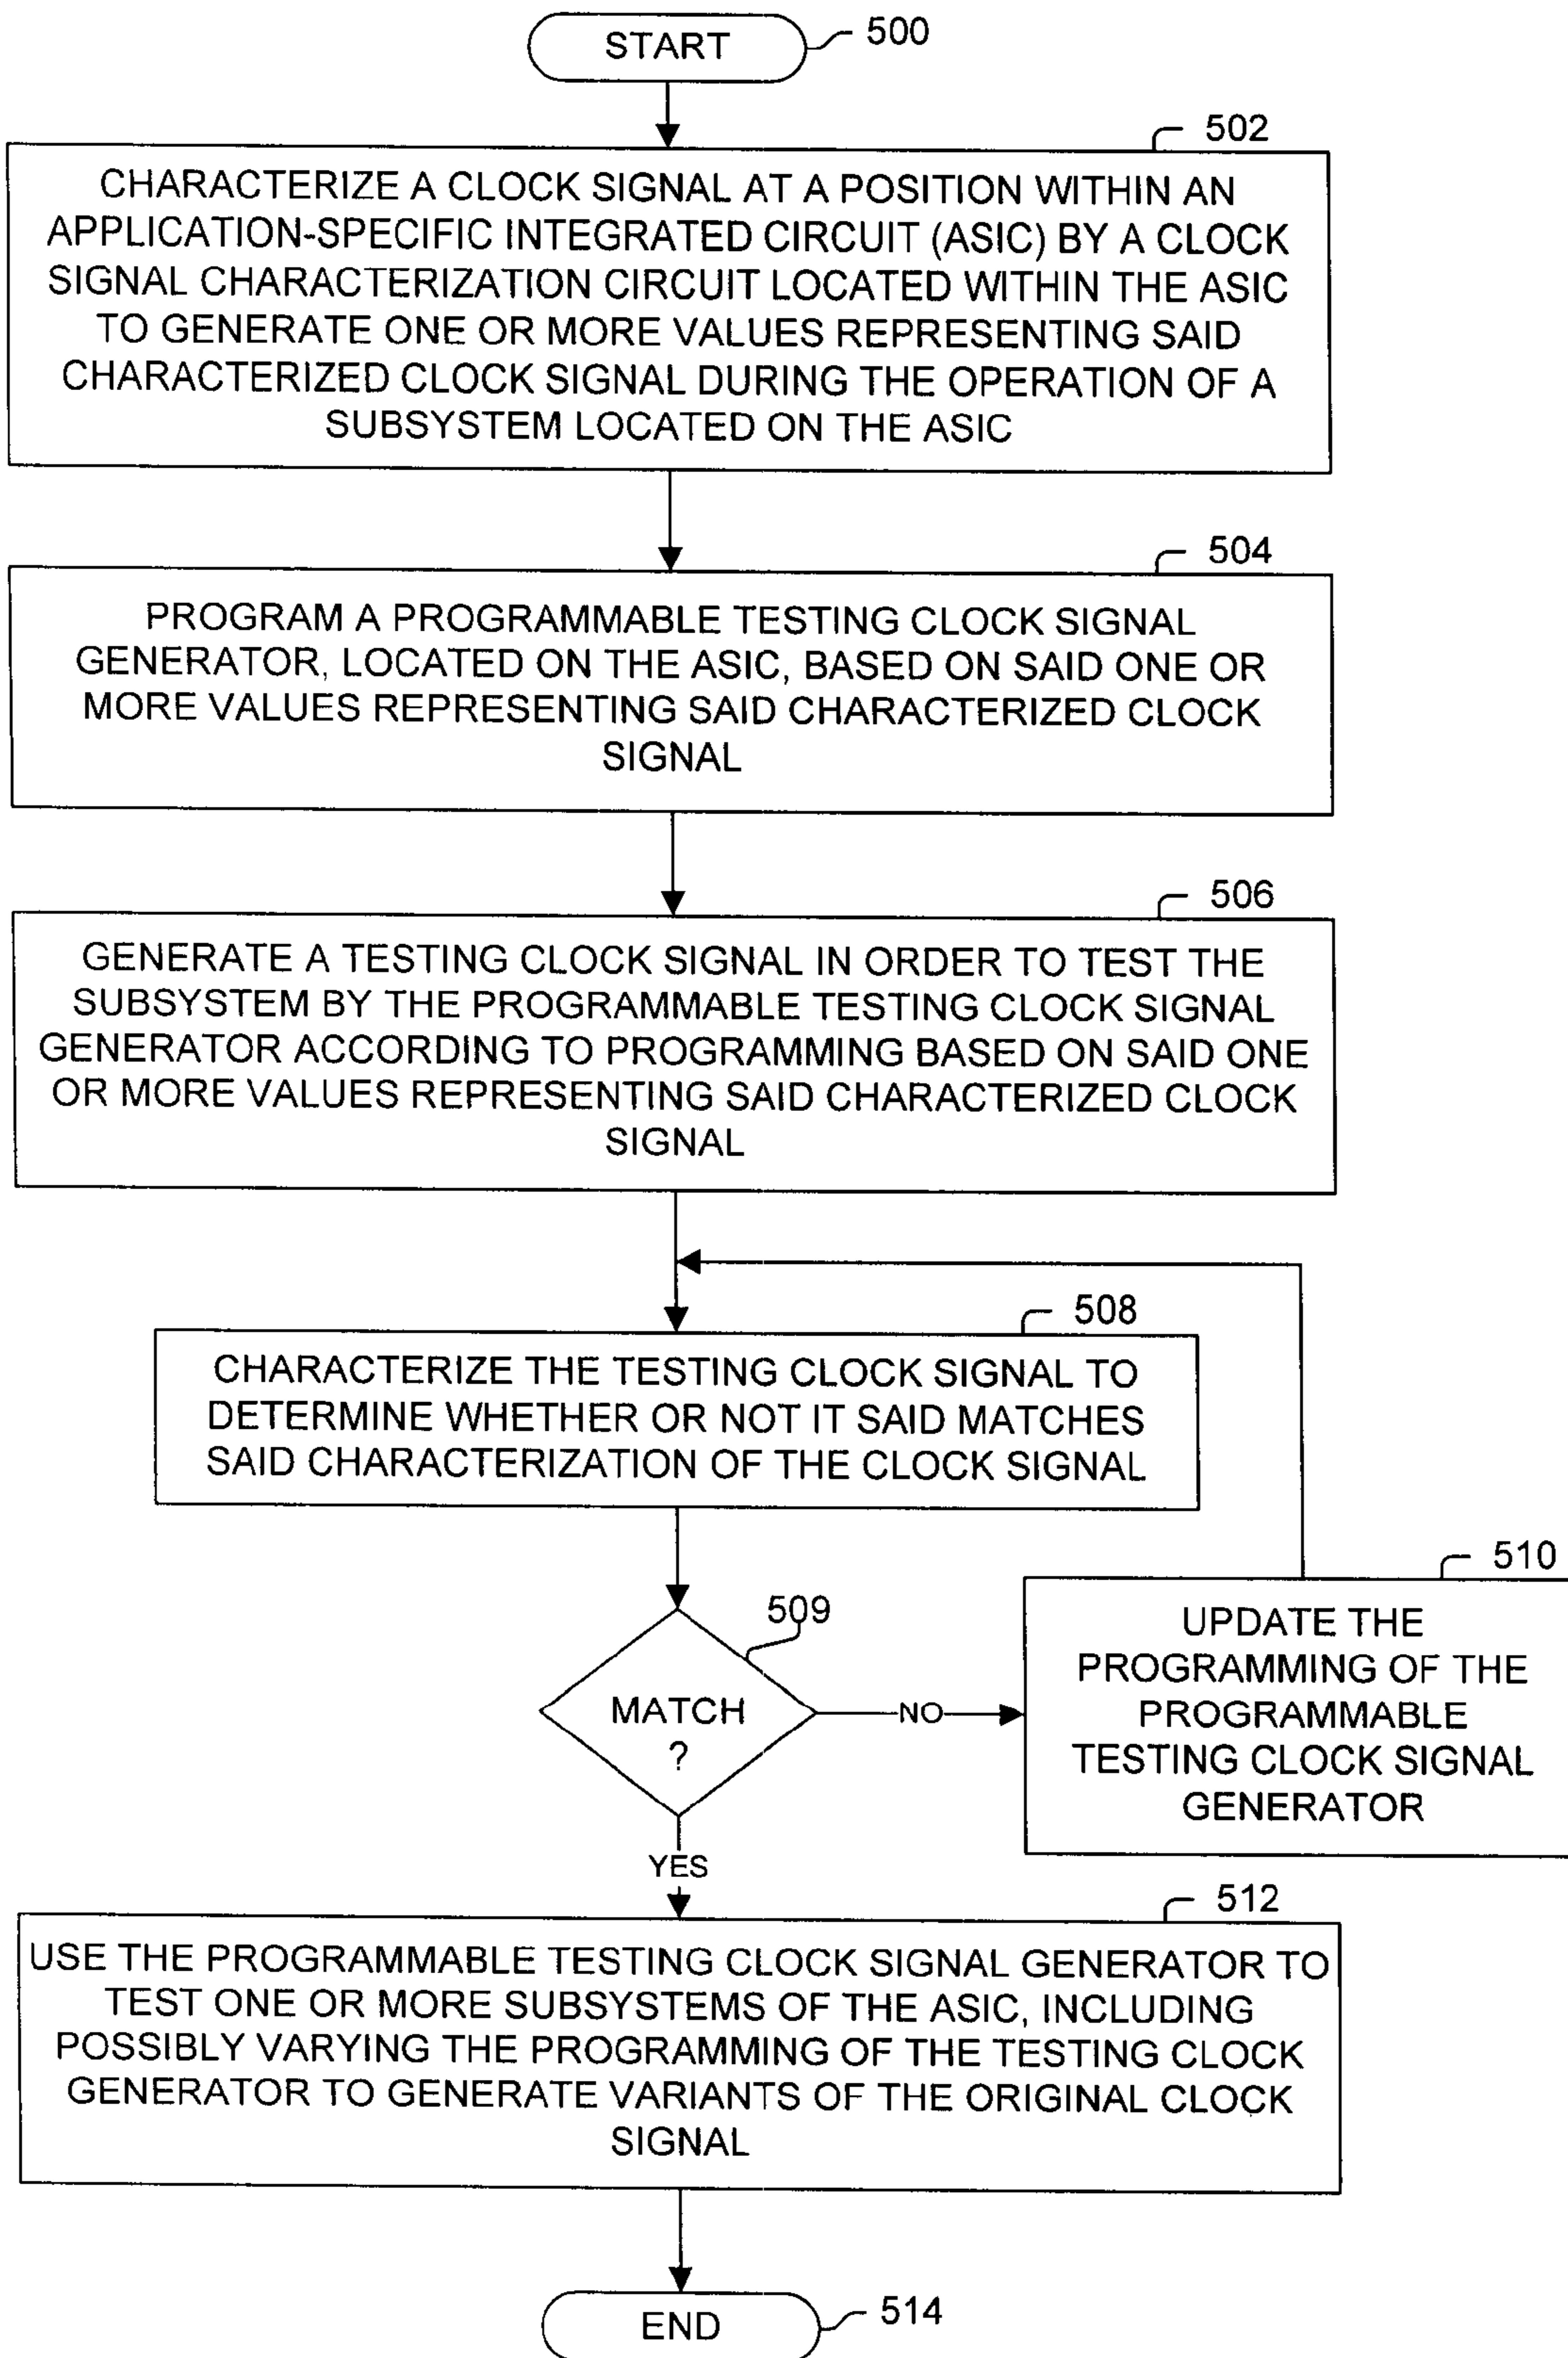 START
500
502
CHARACTERIZE A CLOCK SIGNAL AT A POSITION WITHIN AN
APPLICATION-SPECIFIC INTEGRATED CIRCUIT (ASIC) BY A CLOCK
SIGNAL CHARACTERIZATION CIRCUIT LOCATED WITHIN THE ASIC
TO GENERATE ONE OR MORE VALUES REPRESENTING SAID
CHARACTERIZED CLOCK SIGNAL DURING THE OPERATION OF A
SUBSYSTEM LOCATED ON THE ASIC
504
PROGRAM A PROGRAMMABLE TESTING CLOCK SIGNAL
GENERATOR, LOCATED ON THE ASIC, BASED ON SAID ONE OR
MORE VALUES REPRESENTING SAID CHARACTERIZED CLOCK
SIGNAL
506
GENERATE A TESTING CLOCK SIGNAL IN ORDER TO TEST THE
SUBSYSTEM BY THE PROGRAMMABLE TESTING CLOCK SIGNAL
GENERATOR ACCORDING TO PROGRAMMING BASED ON SAID ONE
OR MORE VALUES REPRESENTING SAID CHARACTERIZED CLOCK
SIGNAL
508
CHARACTERIZE THE TESTING CLOCK SIGNAL TO
DETERMINE WHETHER OR NOT IT SAID MATCHES
SAID CHARACTERIZATION OF THE CLOCK SIGNAL
509
MATCH
?
NO
510
UPDATE THE
PROGRAMMING OF THE
PROGRAMMABLE
TESTING CLOCK SIGNAL
GENERATOR
YES
512
USE THE PROGRAMMABLE TESTING CLOCK SIGNAL GENERATOR TO
TEST ONE OR MORE SUBSYSTEMS OF THE ASIC, INCLUDING
POSSIBLY VARYING THE PROGRAMMING OF THE TESTING CLOCK
GENERATOR TO GENERATE VARIANTS OF THE ORIGINAL CLOCK
SIGNAL
END
514